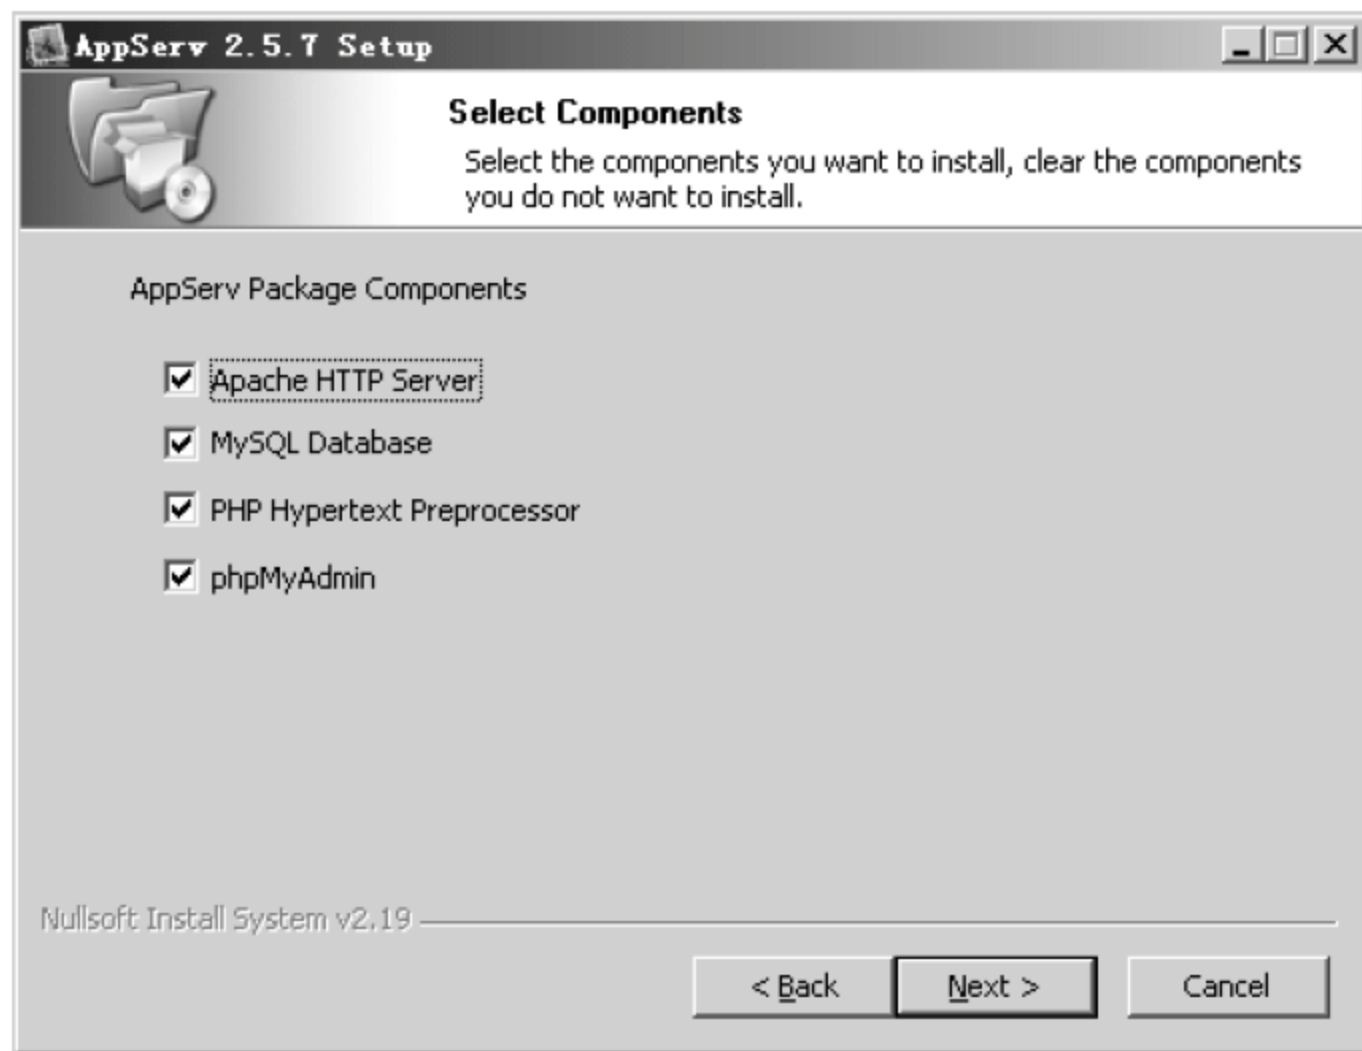 AppServ 2.5.7 Setup
Select Components
Select the components you want to install, clear the components
you do not want to install.
AppServ Package Components
Apache HTTP Server
MySQL Database
PHP Hypertext Preprocessor
phpMyAdmin
Nullsoft Install System v2.19
< Back
Next >
Cancel